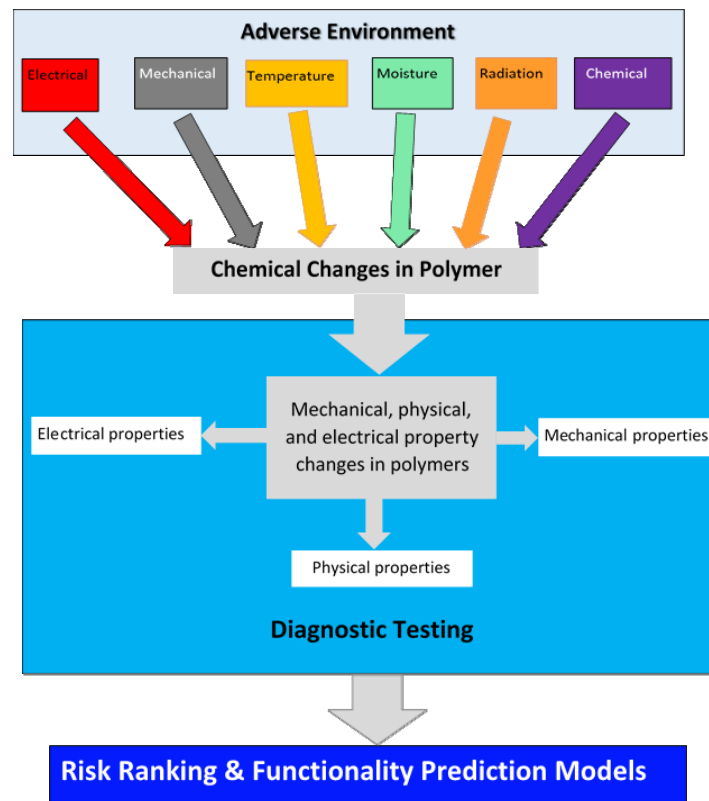 Adverse Environment
Electrical
Mechanical
Temperature
Moisture
Radiation
Chemical
Chemical Changes in Polymer
Mechanical, physical,
and electrical property
changes in polymers
Electrical properties
Mechanical properties
Physical properties
Diagnostic Testing
Risk Ranking & Functionality Prediction Models